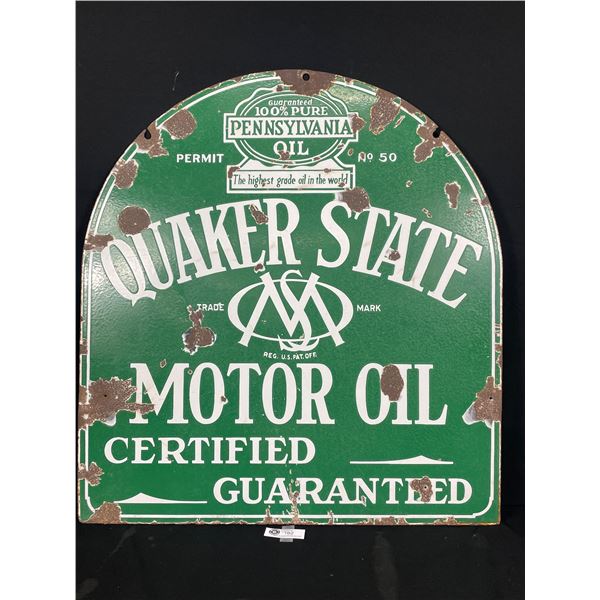 Guaranteed
100% PURE
PENNSYLVANIA
OIL
PERMIT Nº 50
The highest grade oil in the world
QUAKER STATE
TRADE MARK
REG. U.S. PAT. OFF.
MOTOR OIL
CERTIFIED
GUARANTEED